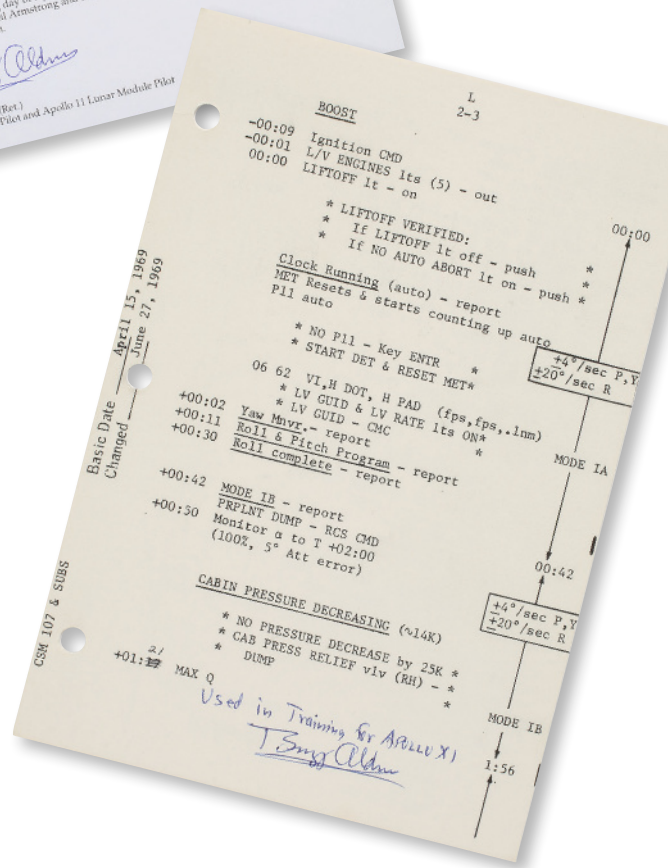 day of
l Armstrong and
Buzz Aldrin
(Ret.)
Pilot and Apollo 11 Lunar Module Pilot
L
2-3
BOOST
-00:09 Ignition CMD
-00:01 L/V ENGINES lts (5) - out
00:00 LIFTOFF lt - on
* LIFTOFF VERIFIED:
* If LIFTOFF lt off - push *
* If NO AUTO ABORT lt on - push *
Clock Running (auto) - report *
MET Resets & starts counting up auto
P11 auto
* NO P11 - Key ENTR *
* START DET & RESET MET*
06 62 VI,H DOT, H PAD (fps,fps,.1nm)
* LV GUID & LV RATE lts ON*
* LV GUID - CMC *
+00:02 Yaw Mnvr.- report
+00:11 Roll & Pitch Program - report
+00:30 Roll complete - report
+00:42 MODE IB - report
+00:50 PRPLNT DUMP - RCS CMD
Monitor α to T +02:00
(100%, 5° Att error)
CABIN PRESSURE DECREASING (~14K)
* NO PRESSURE DECREASE by 25K *
* CAB PRESS RELIEF vlv (RH) - *
* DUMP *
21
+01:17 MAX Q
Used in Training for APOLLO XI
Buzz Aldrin
00:00
±4°/sec P,Y
±20°/sec R
MODE IA
00:42
±4°/sec P,Y
±20°/sec R
MODE IB
1:56
Basic Date April 15, 1969
Changed June 27, 1969
CSM 107 & SUBS